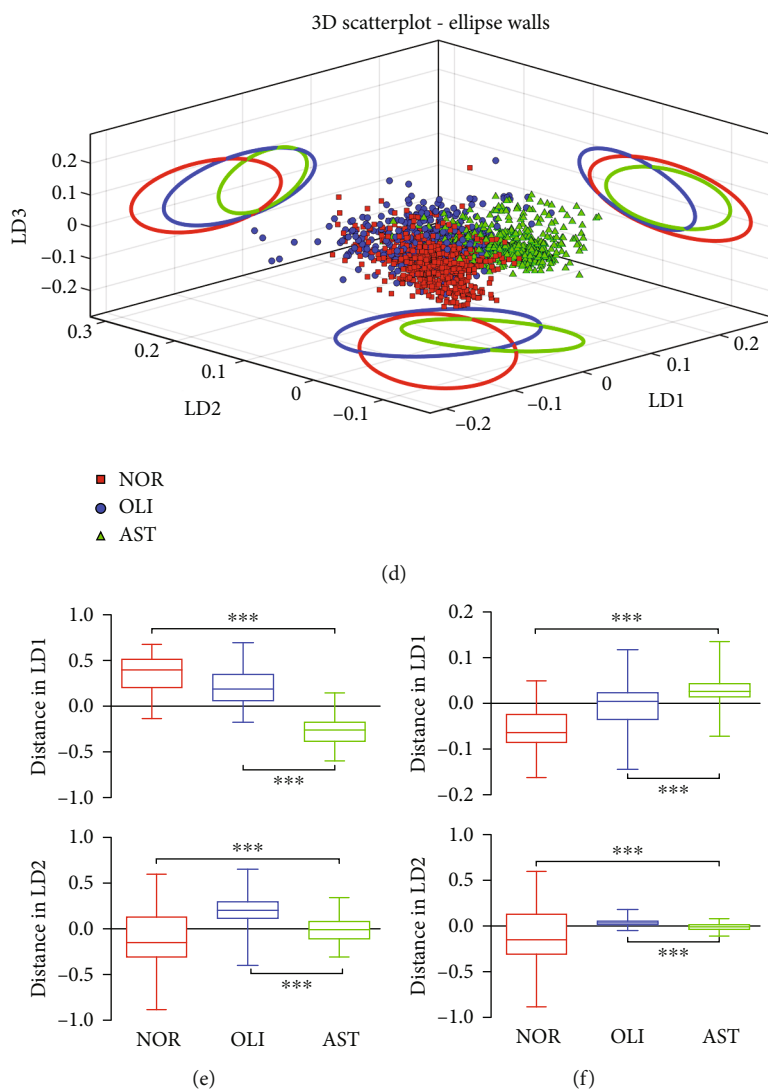 3D scatterplot - ellipse walls
LD3
0.2
0.1
0
−0.1
−0.2
0.3
0.2
0.1
0
−0.1
LD2
−0.2
−0.1
0
0.1
0.2
LD1
NOR
OLI
AST
(d)
Distance in LD1
1.0
0.5
0.0
−0.5
−1.0
***
***
Distance in LD1
0.2
0.1
0.0
−0.1
−0.2
***
***
Distance in LD2
1.0
0.5
0.0
−0.5
−1.0
***
***
NOR OLI AST
(e)
Distance in LD2
1.0
0.5
0.0
−0.5
−1.0
***
***
NOR OLI AST
(f)